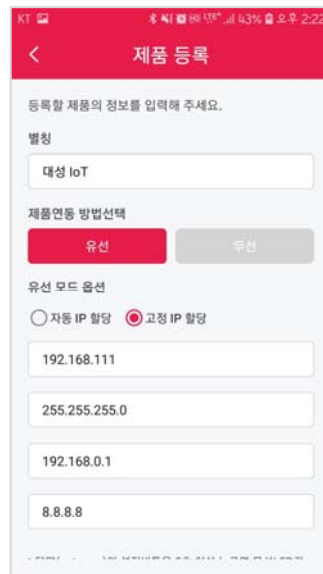 KT 43% 오후 2:22
제품 등록
등록할 제품의 정보를 입력해 주세요.
별칭
대성 IoT
제품연동 방법선택
유선 무선
유선 모드 옵션
자동 IP 할당 고정 IP 할당
192.168.111
255.255.255.0
192.168.0.1
8.8.8.8